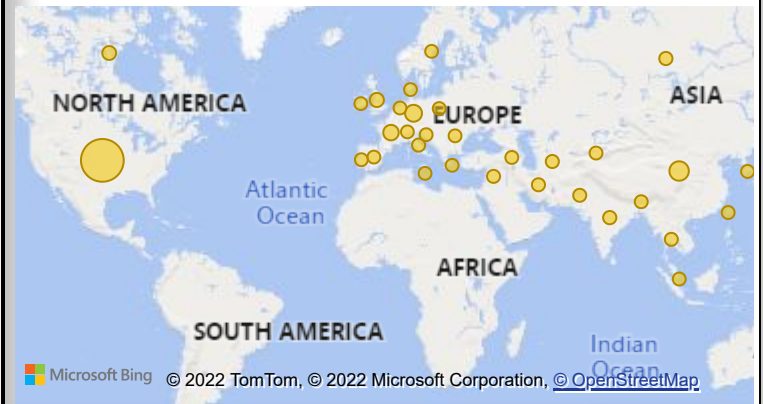 NORTH AMERICA
ASIA
EUROPE
Atlantic
Ocean
AFRICA
SOUTH AMERICA
Indian
Ocean
Microsoft Bing
© 2022 TomTom, © 2022 Microsoft Corporation, © OpenStreetMap